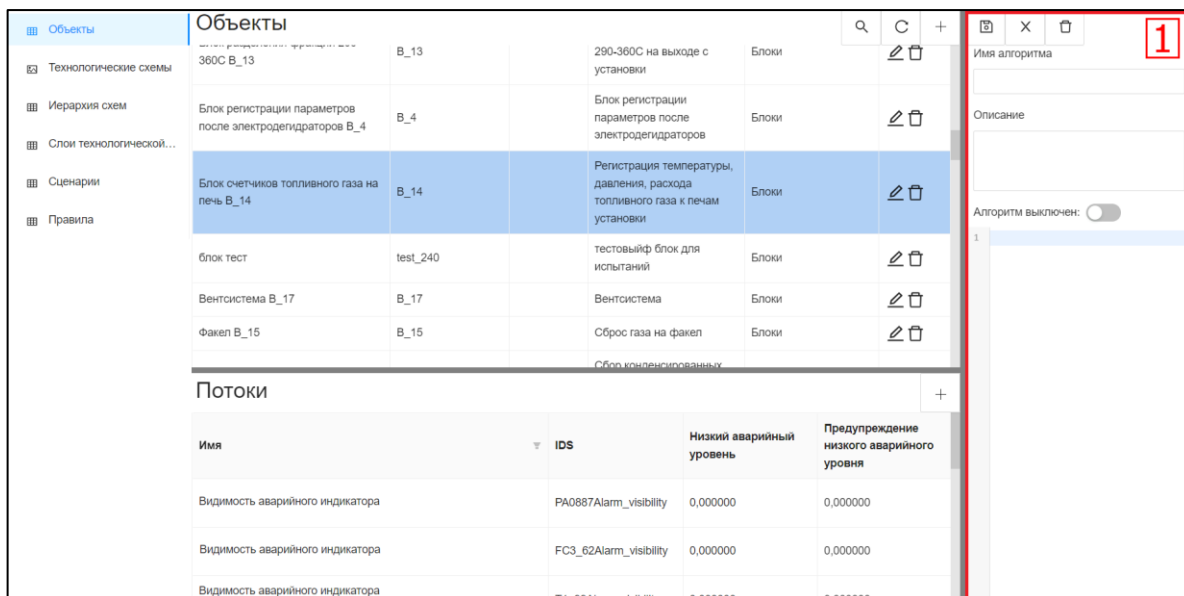 Объекты
Технологические схемы
Иерархия схем
Слои технологической...
Сценарии
Правила
Объекты
360С B_13
B_13
290-360С на выходе с
установки
Блоки
Блок регистрации параметров
после электродегидраторов B_4
B_4
Блок регистрации
параметров после
электродегидраторов
Блоки
Блок счетчиков топливного газа на
печь B_14
B_14
Регистрация температуры,
давления, расхода
топливного газа к печам
установки
Блоки
блок тест
test_240
тестовыйф блок для
испытаний
Блоки
Вентсистема B_17
B_17
Вентсистема
Блоки
Факел B_15
B_15
Сброс газа на факел
Блоки
Сбор конденсированных
Потоки
Имя
IDS
Низкий аварийный
уровень
Предупреждение
низкого аварийного
уровня
Видимость аварийного индикатора
PA0887Alarm_visibility
0,000000
0,000000
Видимость аварийного индикатора
FC3_62Alarm_visibility
0,000000
0,000000
Видимость аварийного индикатора
1
Имя алгоритма
Описание
Алгоритм выключен:
1